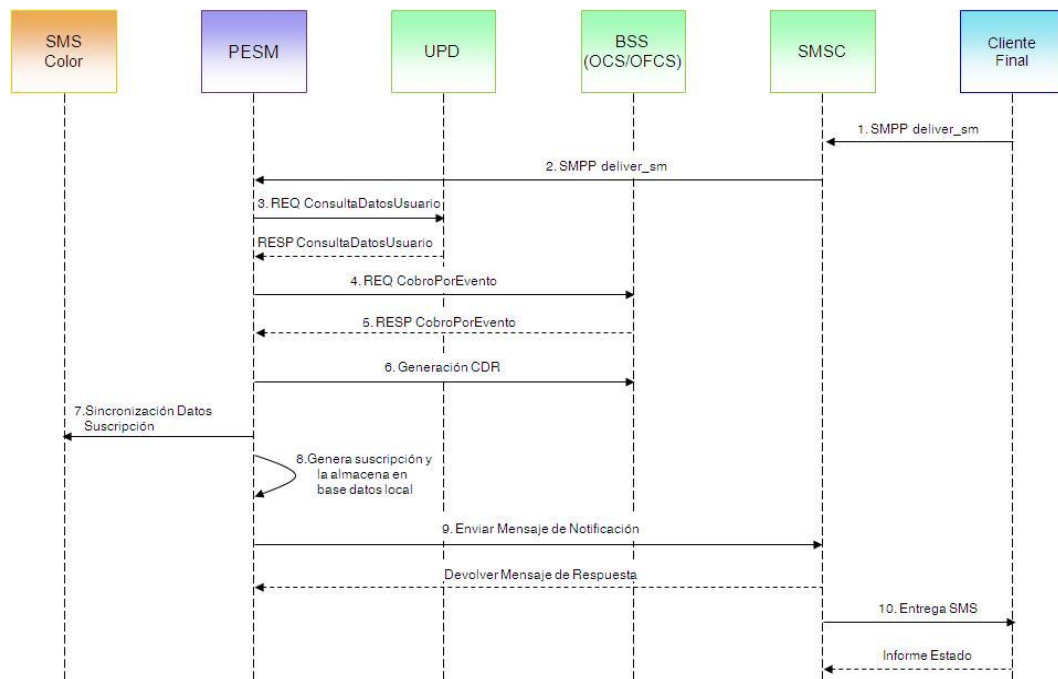 SMS
Color
PESM
UPD
BSS
(OCS/OFCS)
SMSC
Cliente
Final
1. SMPP deliver_sm
2. SMPP deliver_sm
3. REQ ConsultaDatosUsuario
RESP ConsultaDatosUsuario
4. REQ CobroPorEvento
5. RESP CobroPorEvento
6. Generación CDR
7.Sincronización Datos
Suscripción
8.Genera suscripción y
la almacena en
base datos local
9. Enviar Mensaje de Notificación
Devolver Mensaje de Respuesta
10. Entrega SMS
Informe Estado